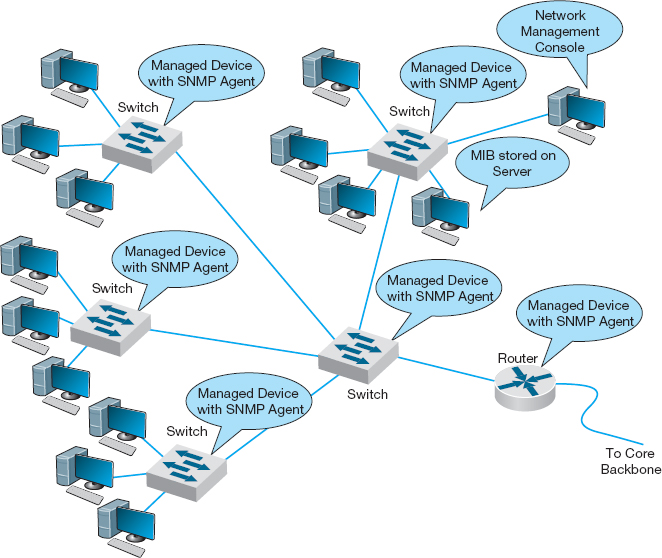 Network
Management
Console
Managed Device
with SNMP Agent
Switch
Managed Device
with SNMP Agent
Switch
MIB stored on
Server
Managed Device
with SNMP Agent
Switch
Managed Device
with SNMP Agent
Switch
Managed Device
with SNMP Agent
Router
Managed Device
with SNMP Agent
Switch
To Core
Backbone